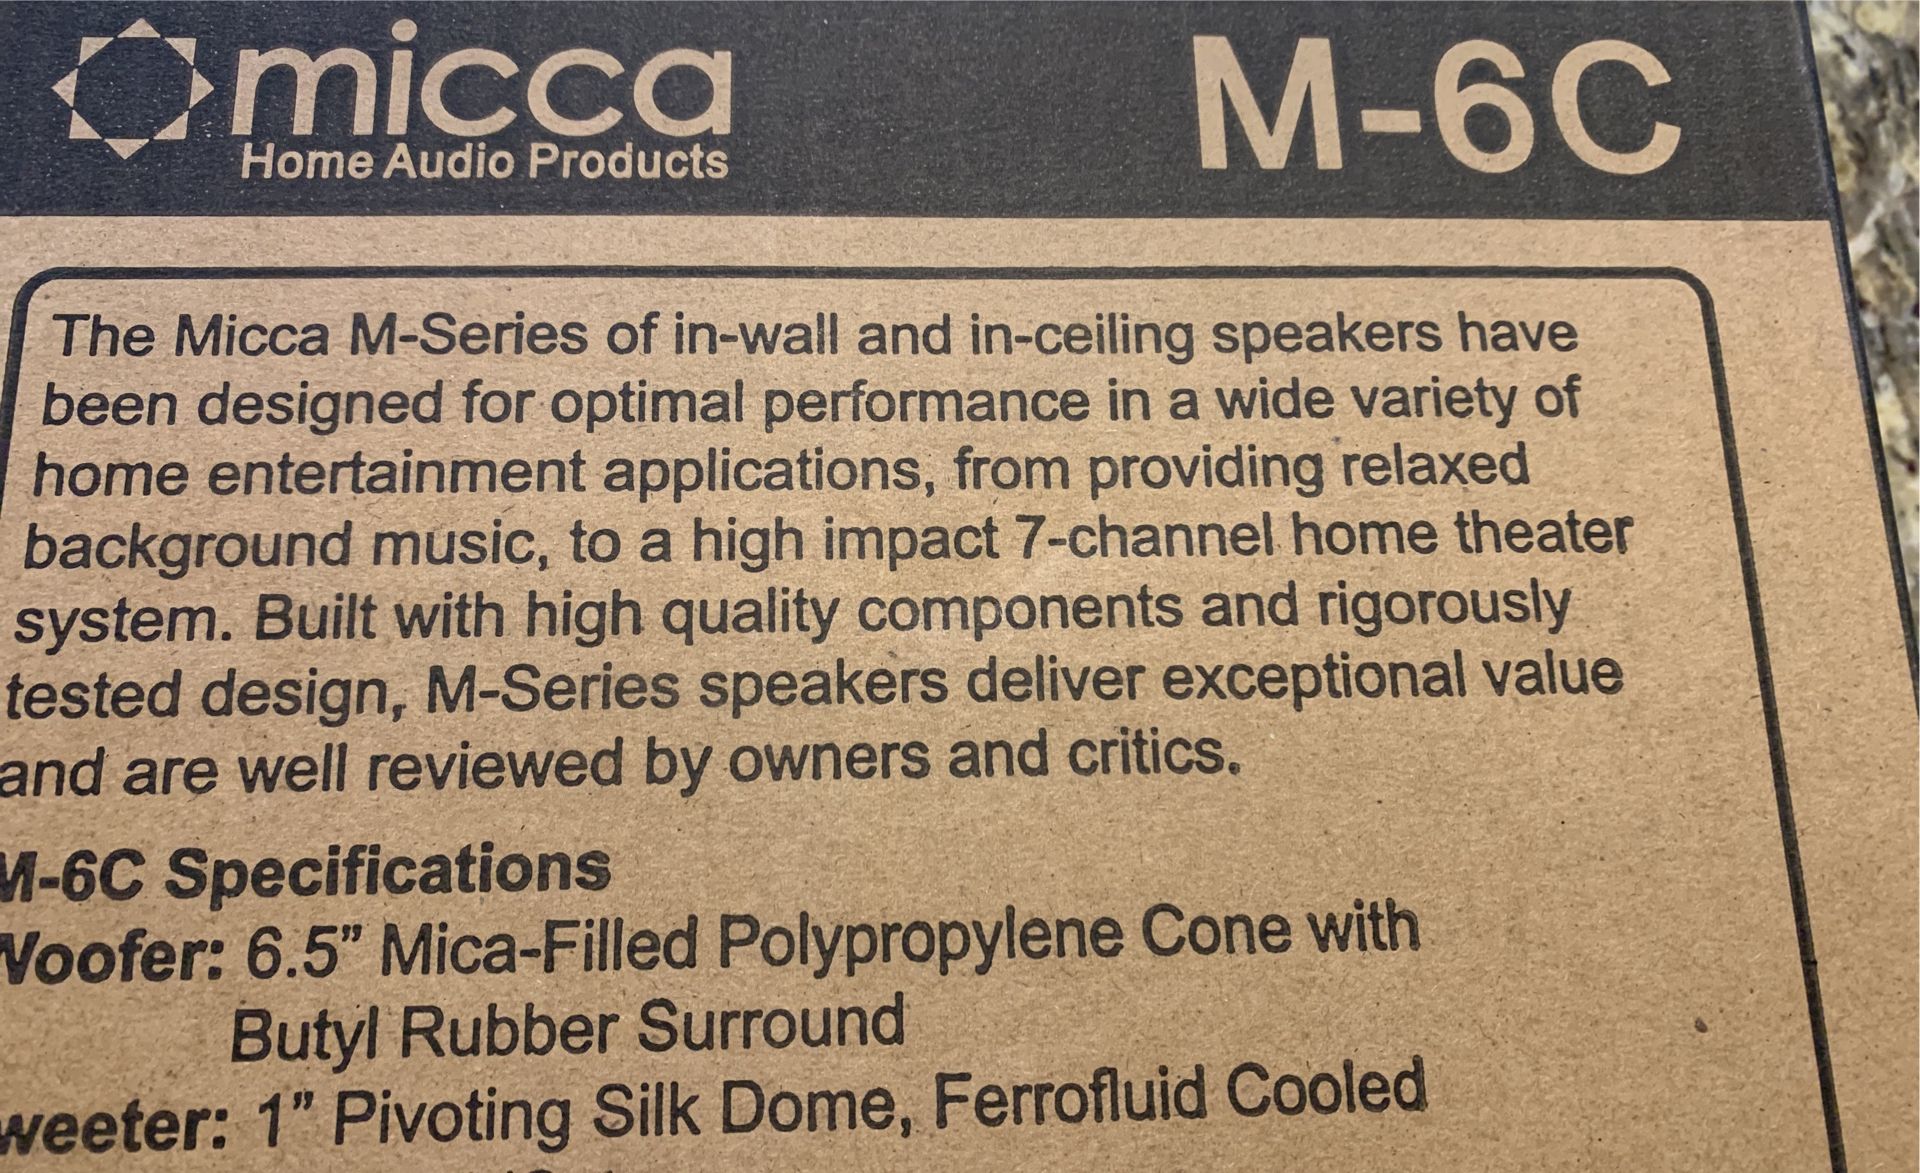 micca
Home Audio Products
M-6C
The Micca M-Series of in-wall and in-ceiling speakers have
been designed for optimal performance in a wide variety of
home entertainment applications, from providing relaxed
background music, to a high impact 7-channel home theater
system. Built with high quality components and rigorously
tested design, M-Series speakers deliver exceptional value
and are well reviewed by owners and critics.
M-6C Specifications
Woofer: 6.5” Mica-Filled Polypropylene Cone with
Butyl Rubber Surround
weeter: 1” Pivoting Silk Dome, Ferrofluid Cooled